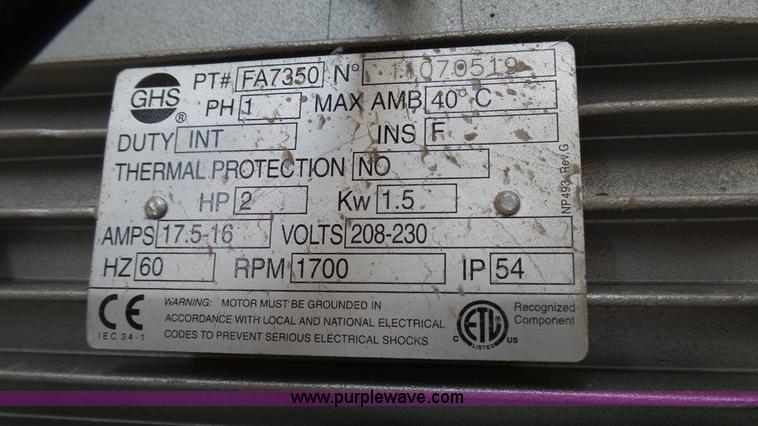 GHS ® PT# FA7350 Nº 11070519
PH 1 MAX AMB 40° C
DUTY INT INS F
THERMAL PROTECTION NO
HP 2 Kw 1.5
AMPS 17.5-16 VOLTS 208-230
HZ 60 RPM 1700 IP 54
CE
IEC 34-1
WARNING: MOTOR MUST BE GROUNDED IN
ACCORDANCE WITH LOCAL AND NATIONAL ELECTRICAL
CODES TO PREVENT SERIOUS ELECTRICAL SHOCKS
C ETL US
LISTED
Recognized
Component
NP493 Rev.G
www.purplewave.com